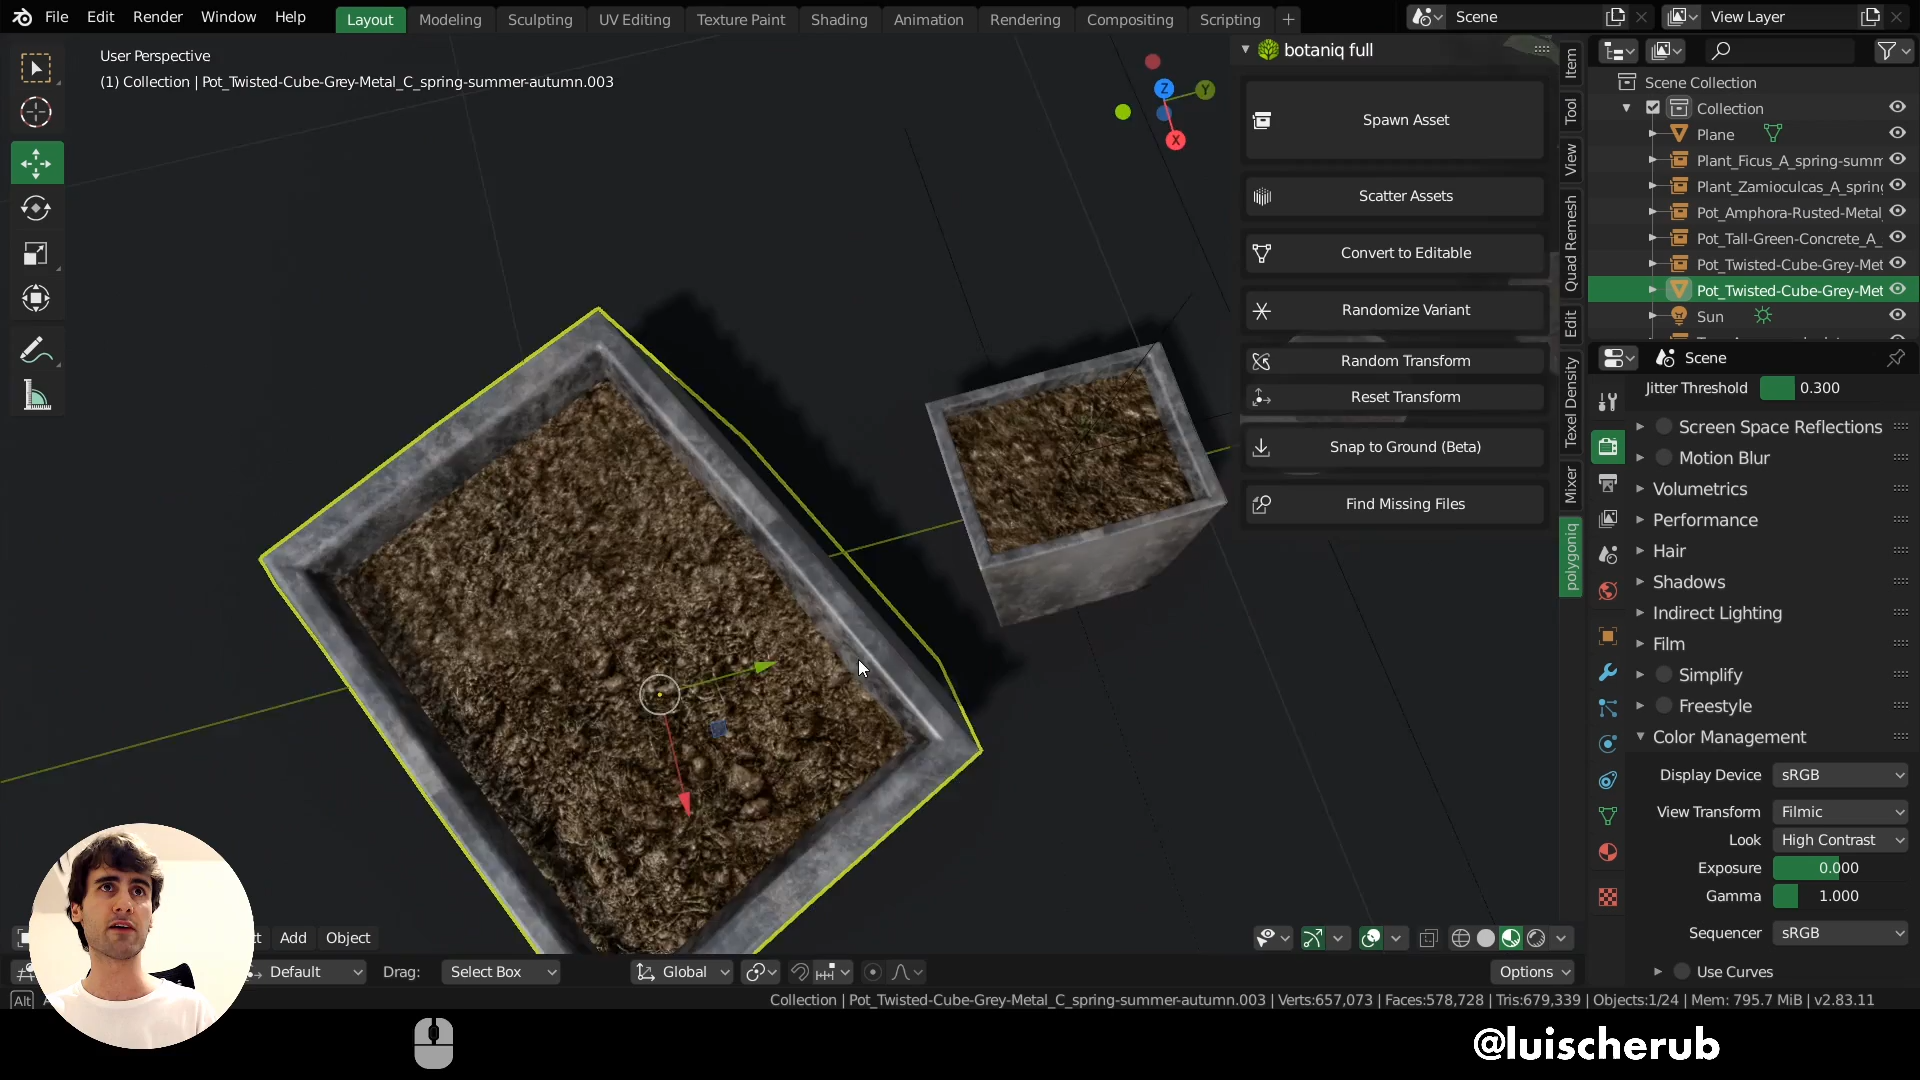 File Edit Render Window Help
Layout Modeling Sculpting UV Editing Texture Paint Shading Animation Rendering Compositing Scripting +
Scene
View Layer
User Perspective
(1) Collection | Pot_Twisted-Cube-Grey-Metal_C_spring-summer-autumn.003
Z
Y
X
botaniq full
Spawn Asset
Scatter Assets
Convert to Editable
Randomize Variant
Random Transform
Reset Transform
Snap to Ground (Beta)
Find Missing Files
Item
Tool
View
Quad Remesh
Edit
Texel Density
Mixer
polygoniq
Scene Collection
Collection
Plane
Plant_Ficus_A_spring-summ
Plant_Zamioculcas_A_spring
Pot_Amphora-Rusted-Metal
Pot_Tall-Green-Concrete_A_
Pot_Twisted-Cube-Grey-Met
Pot_Twisted-Cube-Grey-Met
Sun
Scene
Jitter Threshold 0.300
Screen Space Reflections
Motion Blur
Volumetrics
Performance
Hair
Shadows
Indirect Lighting
Film
Simplify
Freestyle
Color Management
Display Device sRGB
View Transform Filmic
Look High Contrast
Exposure 0.000
Gamma 1.000
Sequencer sRGB
Use Curves
Add Object
Default Drag: Select Box Global Options
Alt
Collection | Pot_Twisted-Cube-Grey-Metal_C_spring-summer-autumn.003 | Verts:657,073 | Faces:578,728 | Tris:679,339 | Objects:1/24 | Mem: 795.7 MiB | v2.83.11
@luischerub